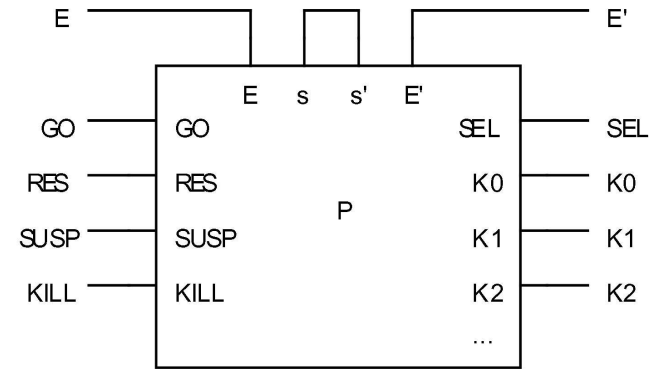 E E'
E s s' E'
GO GO SEL SEL
RES RES K0 K0
P
SUSP SUSP K1 K1
KILL KILL K2 K2
...